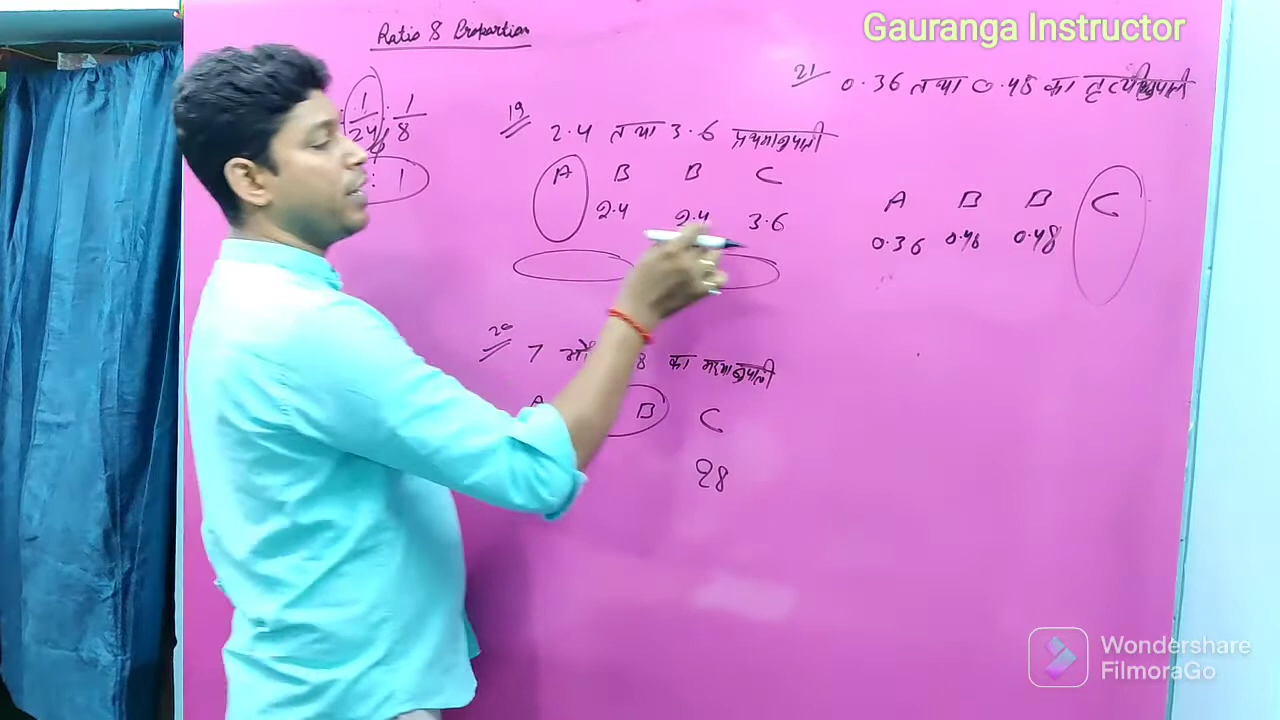 Gauranga Instructor
Ratio & Proportion
1/24 : 1/8
: 1
19
2.4 तथा 3.6 प्रथमानुपाती
A B B C
2.4 2.4 3.6
20
7 8 का मध्यानुपाती
A B C
28
21
0.36 तथा 0.48 का तृतीयानुपाती
A B B C
0.36 0.48 0.48
Wondershare
FilmoraGo